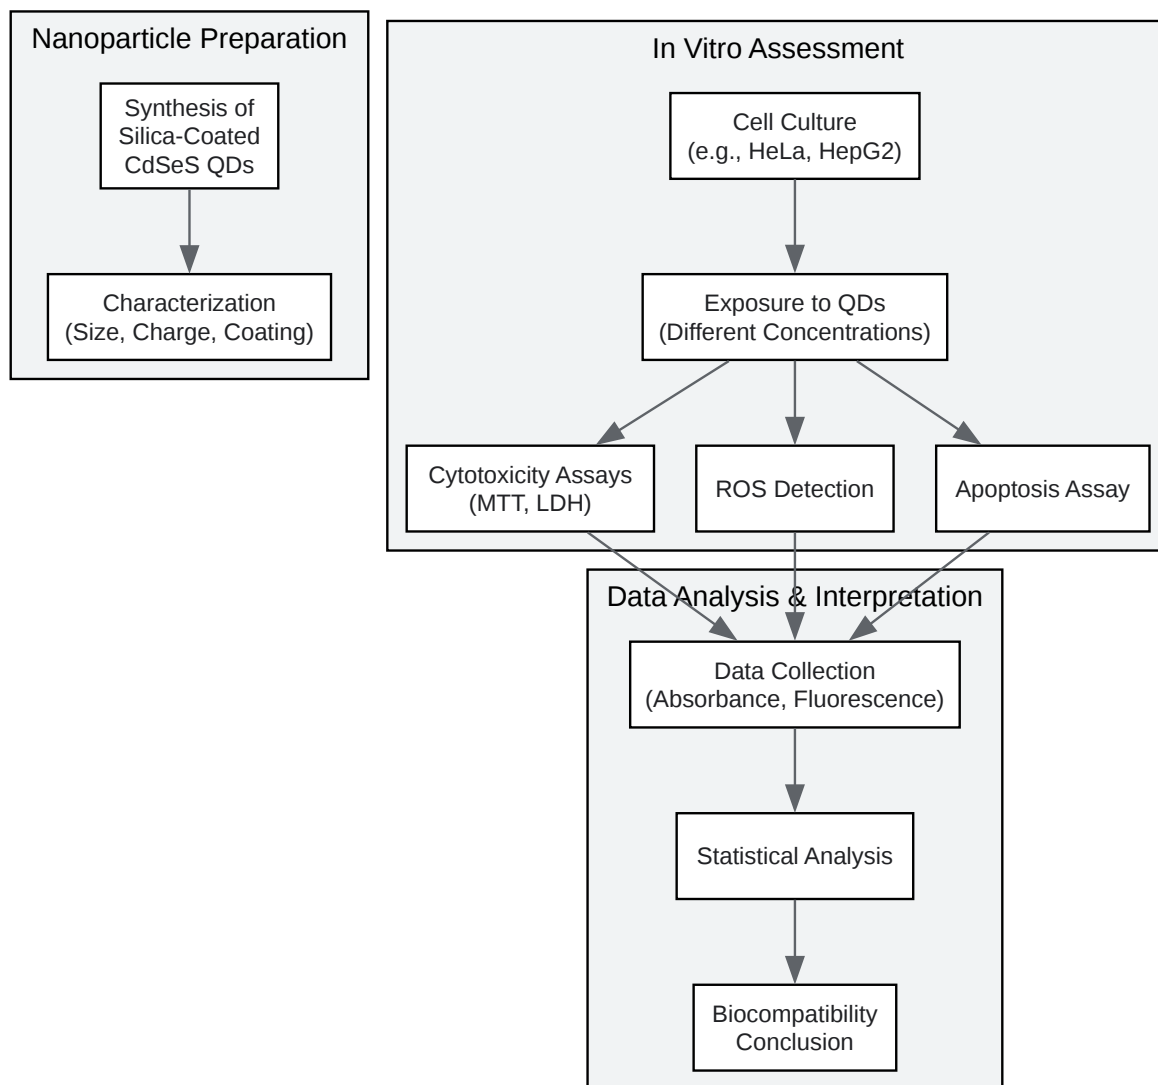 Nanoparticle Preparation
Synthesis of
Silica-Coated
CdSeS QDs
Characterization
(Size, Charge, Coating)
In Vitro Assessment
Cell Culture
(e.g., HeLa, HepG2)
Exposure to QDs
(Different Concentrations)
Cytotoxicity Assays
(MTT, LDH)
ROS Detection
Apoptosis Assay
Data Analysis & Interpretation
Data Collection
(Absorbance, Fluorescence)
Statistical Analysis
Biocompatibility
Conclusion